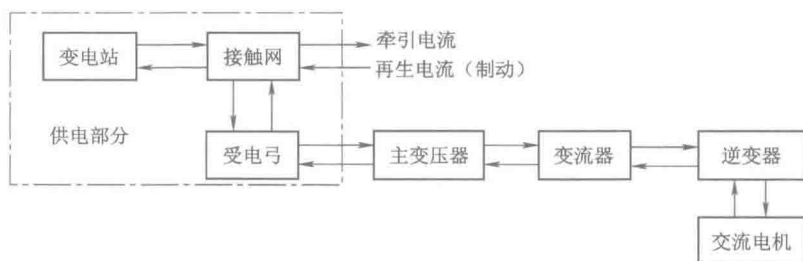 牵引电流
变电站
接触网
再生电流（制动）
供电部分
受电弓
主变压器
变流器
逆变器
交流电机